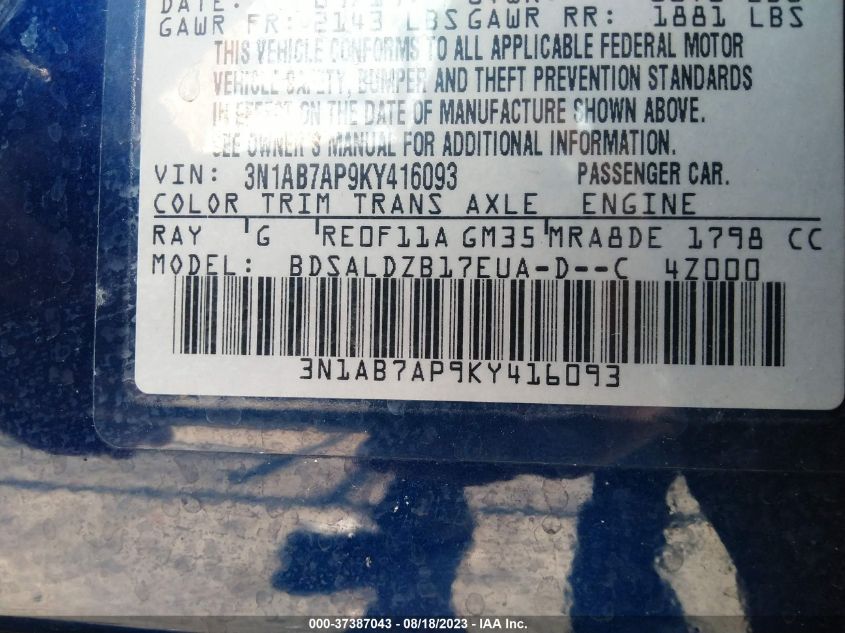 DATE:
GAWR FR: 2143 LBS GAWR RR: 1881 LBS
THIS VEHICLE CONFORMS TO ALL APPLICABLE FEDERAL MOTOR
VEHICLE SAFETY, BUMPER AND THEFT PREVENTION STANDARDS
IN EFFECT ON THE DATE OF MANUFACTURE SHOWN ABOVE.
SEE OWNER'S MANUAL FOR ADDITIONAL INFORMATION.
VIN: 3N1AB7AP9KY416093 PASSENGER CAR.
COLOR TRIM TRANS AXLE ENGINE
RAY G RE0F11A GM35 MRA8DE 1798 CC
MODEL: BDSALDZB17EUA-D--C 4Z000
3N1AB7AP9KY416093
000-37387043 - 08/18/2023 - IAA Inc.